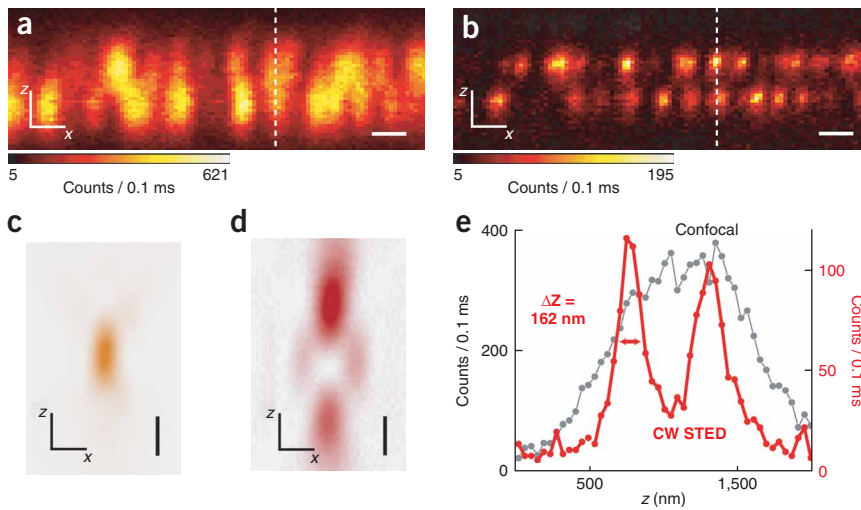 a
z
x
5 621
Counts / 0.1 ms
b
z
x
5 195
Counts / 0.1 ms
c
z
x
d
z
x
e
Confocal
400
200
0
Counts / 0.1 ms
ΔZ =
162 nm
CW STED
100
50
0
Counts / 0.1 ms
500 1,500
z (nm)